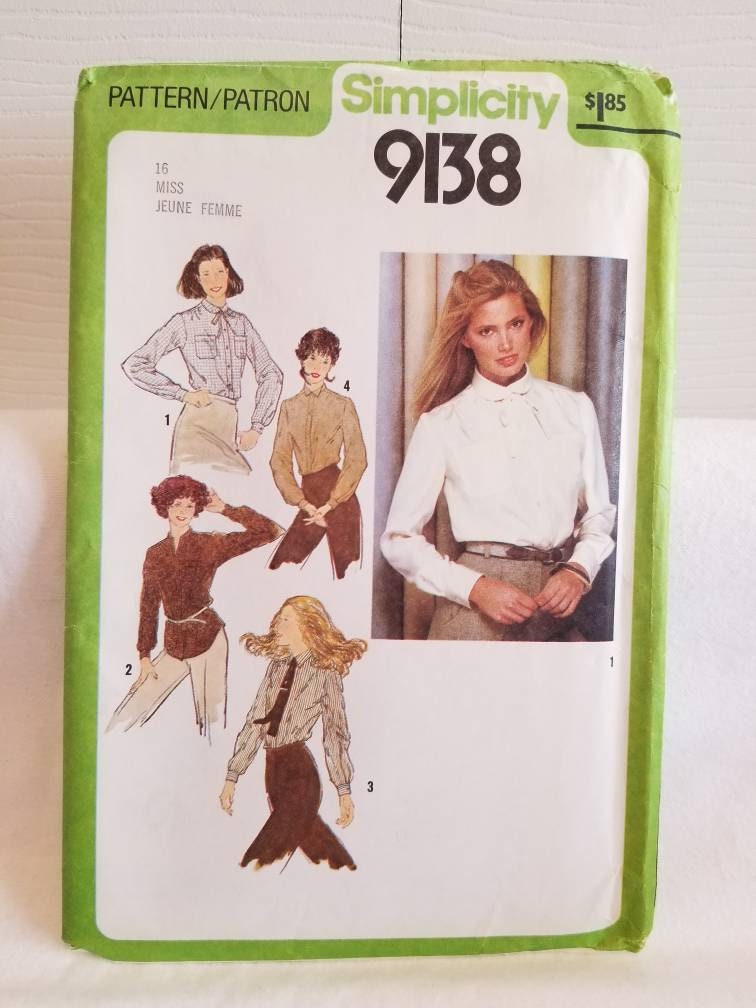 PATTERN/PATRON
Simplicity
$1.85
9138
16
MISS
JEUNE FEMME
1
4
2
3
1